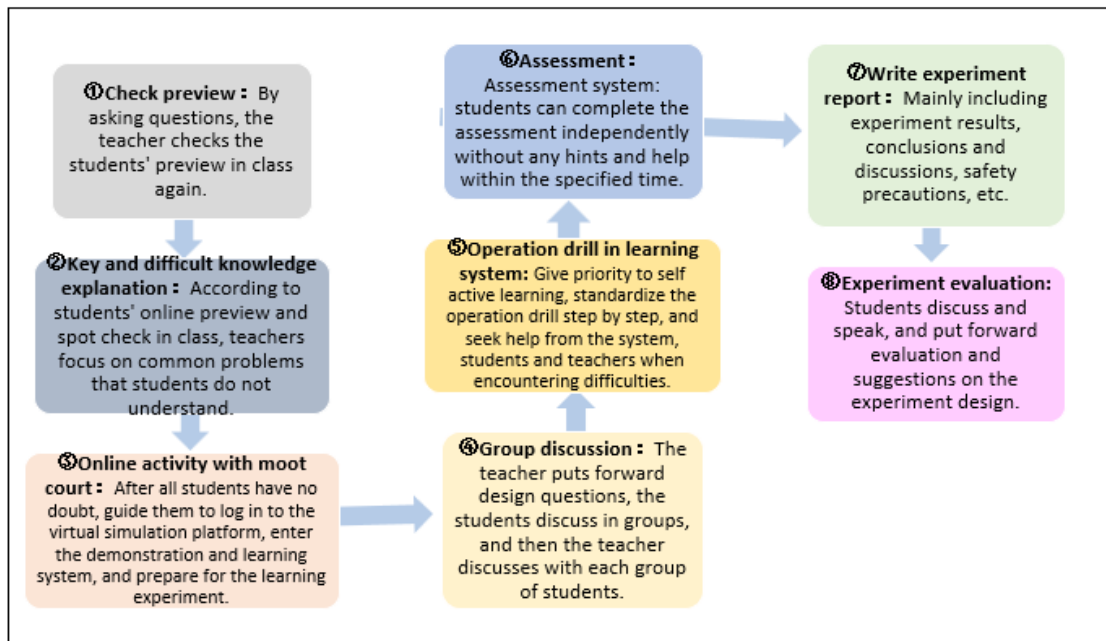 ①Check preview： By
asking questions, the
teacher checks the
students' preview in class
again.
②Key and difficult knowledge
explanation： According to
students' online preview and
spot check in class, teachers
focus on common problems
that students do not
understand.
③Online activity with moot
court： After all students have no
doubt, guide them to log in to the
virtual simulation platform, enter
the demonstration and learning
system, and prepare for the learning
experiment.
④Group discussion： The
teacher puts forward
design questions, the
students discuss in groups,
and then the teacher
discusses with each group
of students.
⑤Operation drill in learning
system: Give priority to self
active learning, standardize the
operation drill step by step, and
seek help from the system,
students and teachers when
encountering difficulties.
⑥Assessment：
Assessment system:
students can complete the
assessment independently
without any hints and help
within the specified time.
⑦Write experiment
report： Mainly including
experiment results,
conclusions and
discussions, safety
precautions, etc.
⑧Experiment evaluation:
Students discuss and
speak, and put forward
evaluation and
suggestions on the
experiment design.